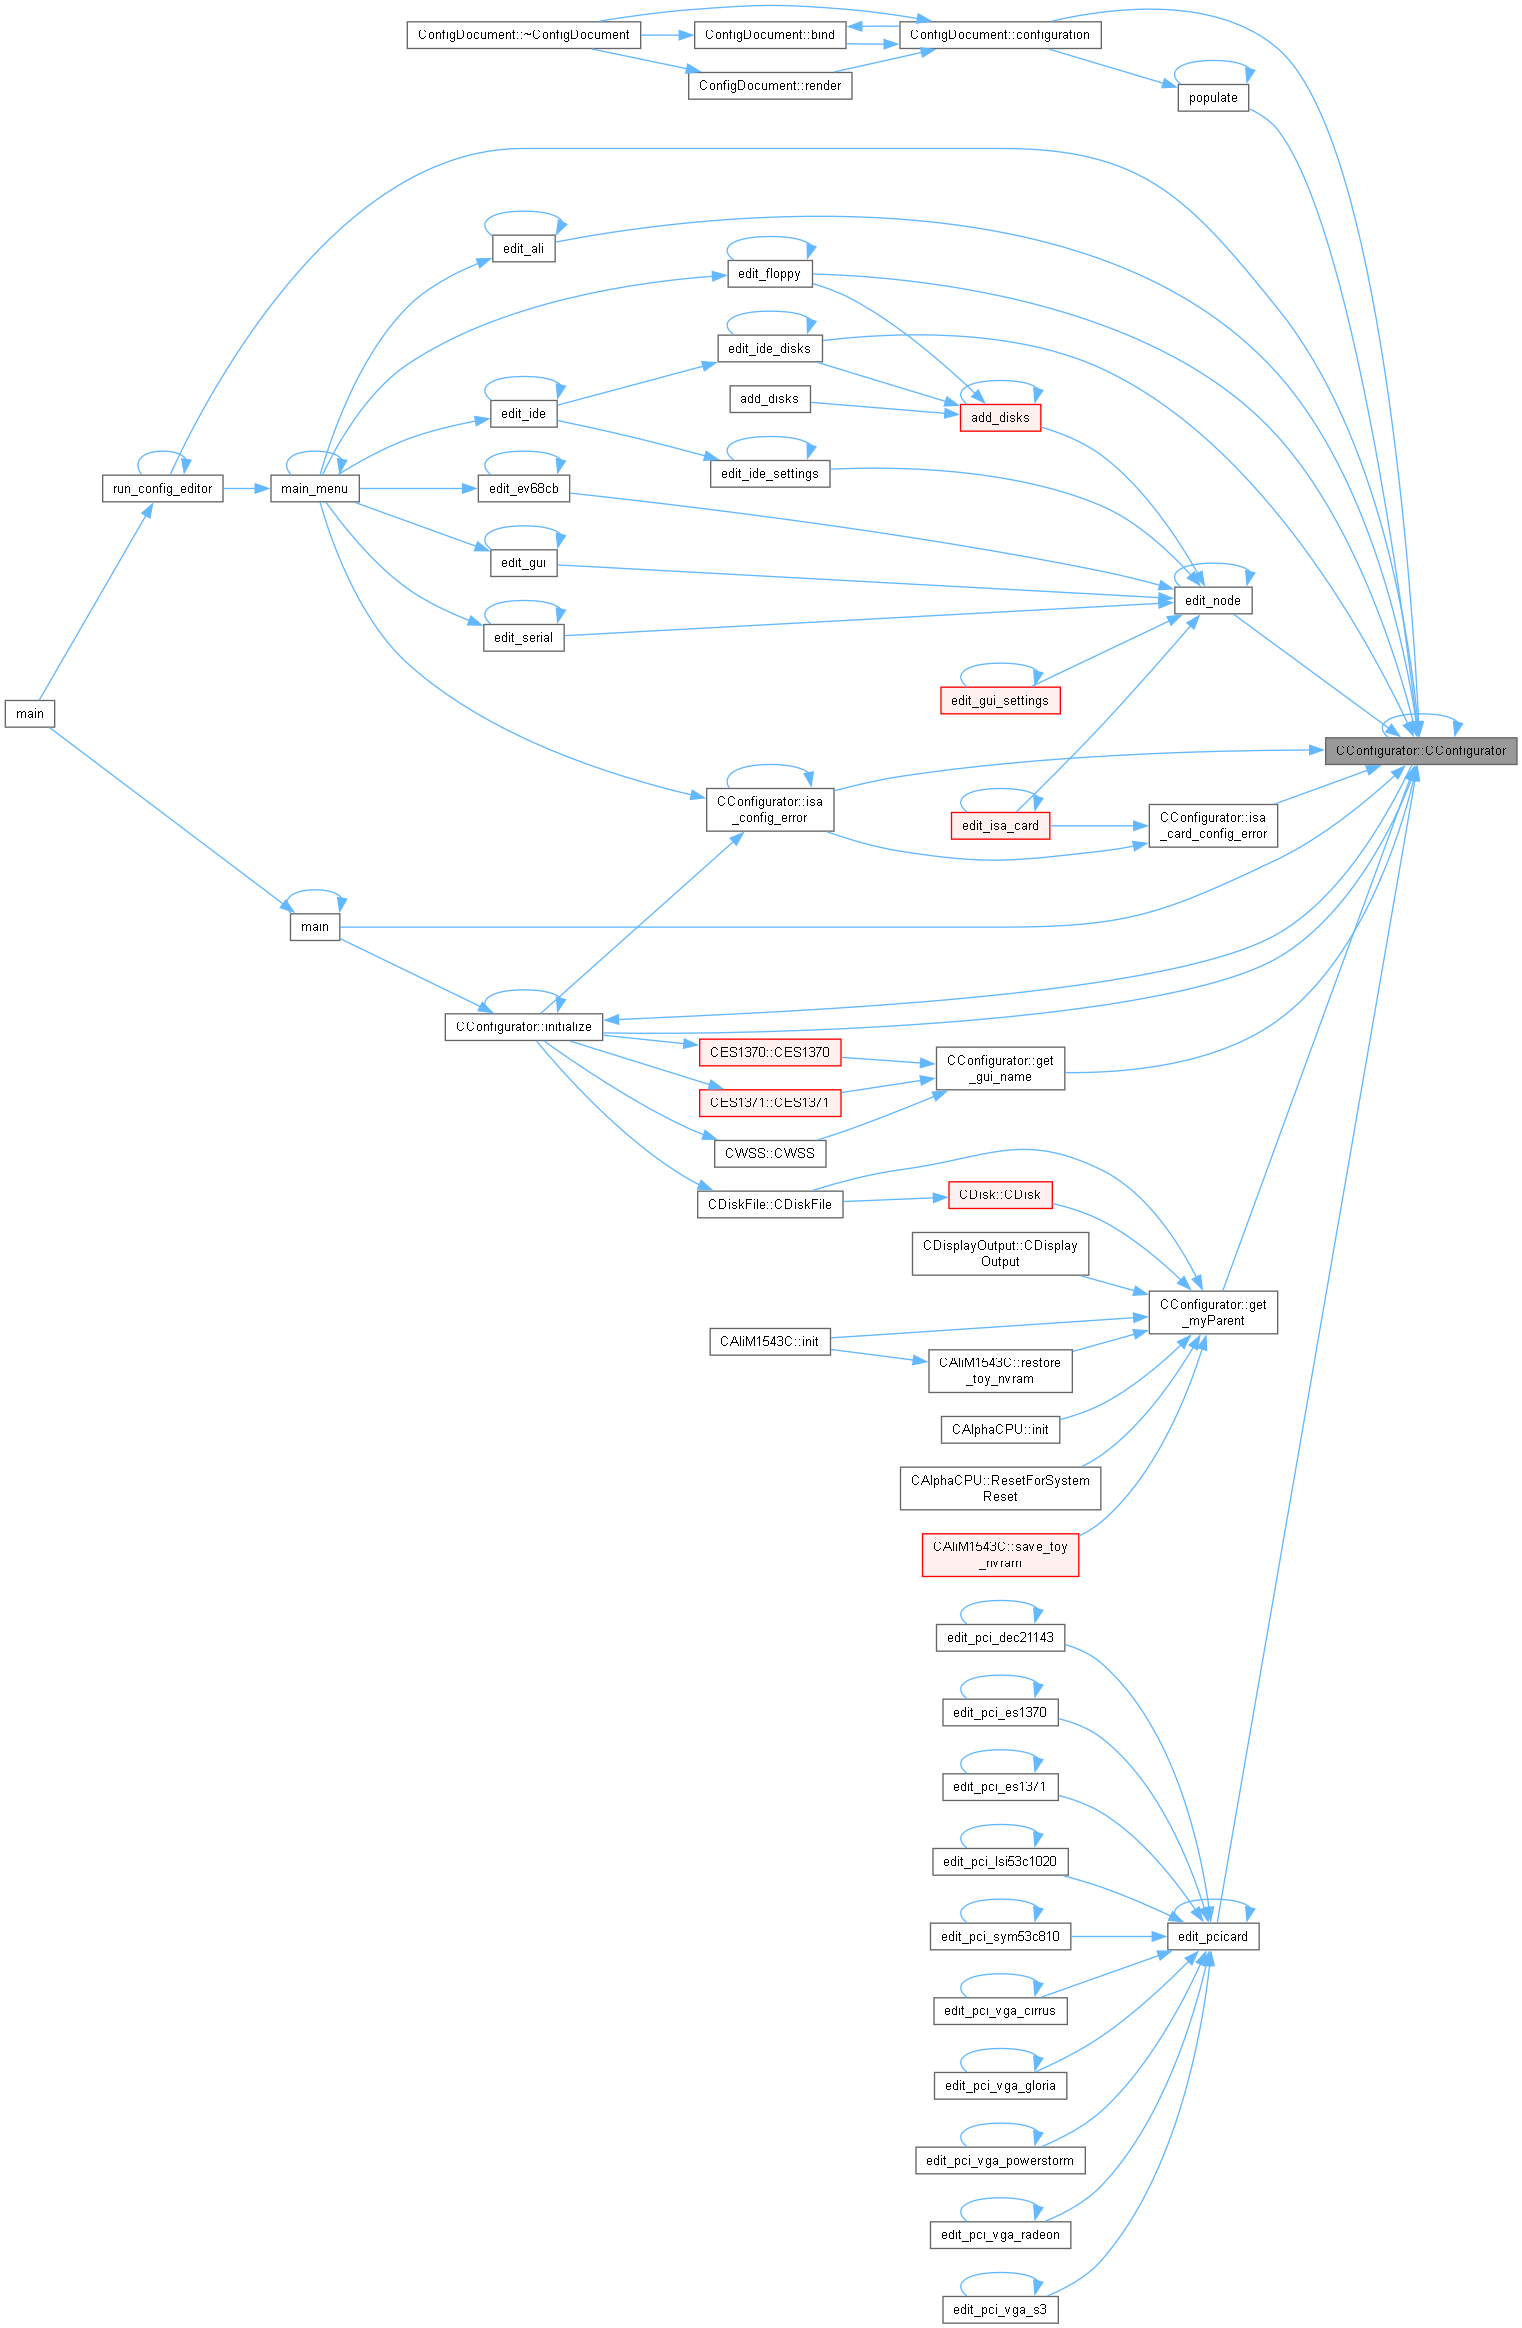 ConfigDocument::~ConfigDocument
ConfigDocument::bind
ConfigDocument::configuration
ConfigDocument::render
populate
edit_ali
edit_floppy
edit_ide_disks
add_disks
edit_ide
add_disks
edit_ide_settings
run_config_editor
main_menu
edit_ev68cb
edit_gui
edit_node
edit_serial
edit_gui_settings
main
CConfigurator::CConfigurator
CConfigurator::isa
_config_error
edit_isa_card
CConfigurator::isa
_card_config_error
main
CConfigurator::initialize
CES1370::CES1370
CConfigurator::get
_gui_name
CES1371::CES1371
CWSS::CWSS
CDiskFile::CDiskFile
CDisk::CDisk
CDisplayOutput::CDisplay
Output
CConfigurator::get
_myParent
CAliM1543C::init
CAliM1543C::restore
_toy_nvram
CAlphaCPU::init
CAlphaCPU::ResetForSystem
Reset
CAliM1543C::save_toy
_nvram
edit_pci_dec21143
edit_pci_es1370
edit_pci_es1371
edit_pci_lsi53c1020
edit_pci_sym53c810
edit_pcicard
edit_pci_vga_cirrus
edit_pci_vga_gloria
edit_pci_vga_powerstorm
edit_pci_vga_radeon
edit_pci_vga_s3